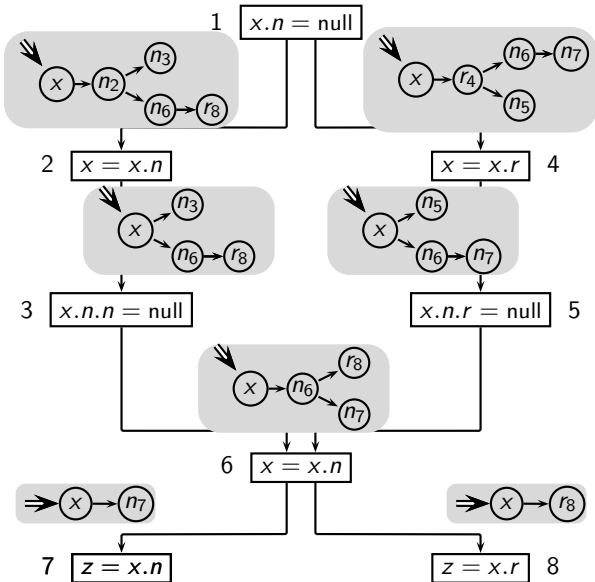 1 x.n = null
x n2 n3 n6 r8
x r4 n6 n7 n5
2 x = x.n
x = x.r 4
x n3 n6 r8
x n5 n6 n7
3 x.n.n = null
x.n.r = null 5
x n6 r8 n7
6 x = x.n
x n7
x r8
7 z = x.n
z = x.r 8